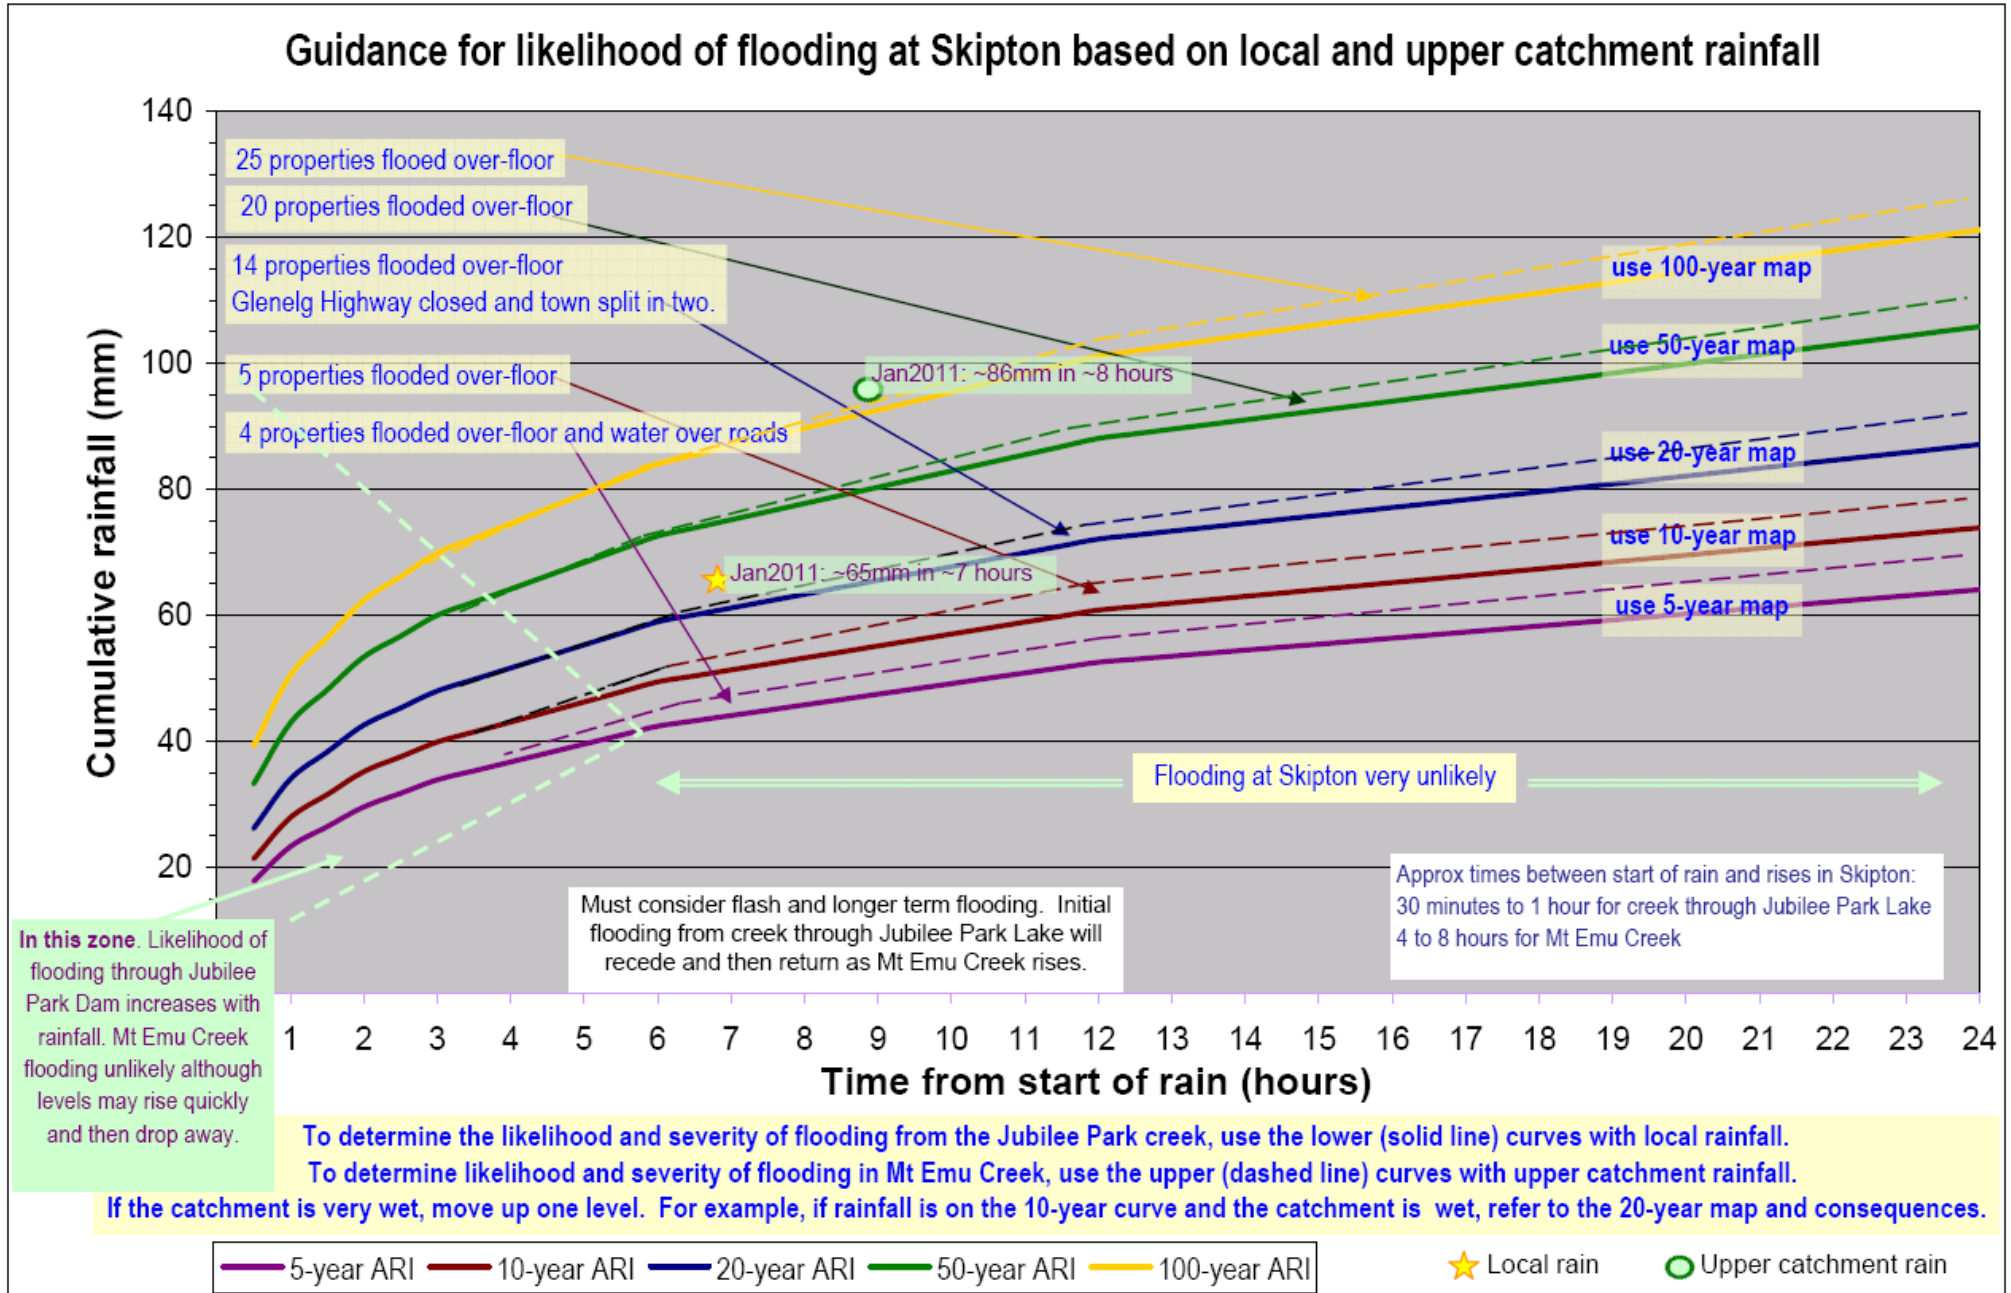 Guidance for likelihood of flooding at Skipton based on local and upper catchment rainfall
Cumulative rainfall (mm)
140
120
100
80
60
40
20
25 properties flooed over-floor
20 properties flooded over-floor
14 properties flooded over-floor
Glenelg Highway closed and town split in two.
5 properties flooded over-floor
4 properties flooded over-floor and water over roads
Jan2011: ~86mm in ~8 hours
Jan2011: ~65mm in ~7 hours
use 100-year map
use 50-year map
use 20-year map
use 10-year map
use 5-year map
Flooding at Skipton very unlikely
Must consider flash and longer term flooding. Initial
flooding from creek through Jubilee Park Lake will
recede and then return as Mt Emu Creek rises.
Approx times between start of rain and rises in Skipton:
30 minutes to 1 hour for creek through Jubilee Park Lake
4 to 8 hours for Mt Emu Creek
In this zone. Likelihood of
flooding through Jubilee
Park Dam increases with
rainfall. Mt Emu Creek
flooding unlikely although
levels may rise quickly
and then drop away.
1 2 3 4 5 6 7 8 9 10 11 12 13 14 15 16 17 18 19 20 21 22 23 24
Time from start of rain (hours)
To determine the likelihood and severity of flooding from the Jubilee Park creek, use the lower (solid line) curves with local rainfall.
To determine likelihood and severity of flooding in Mt Emu Creek, use the upper (dashed line) curves with upper catchment rainfall.
If the catchment is very wet, move up one level. For example, if rainfall is on the 10-year curve and the catchment is wet, refer to the 20-year map and consequences.
5-year ARI 10-year ARI 20-year ARI 50-year ARI 100-year ARI
Local rain
Upper catchment rain